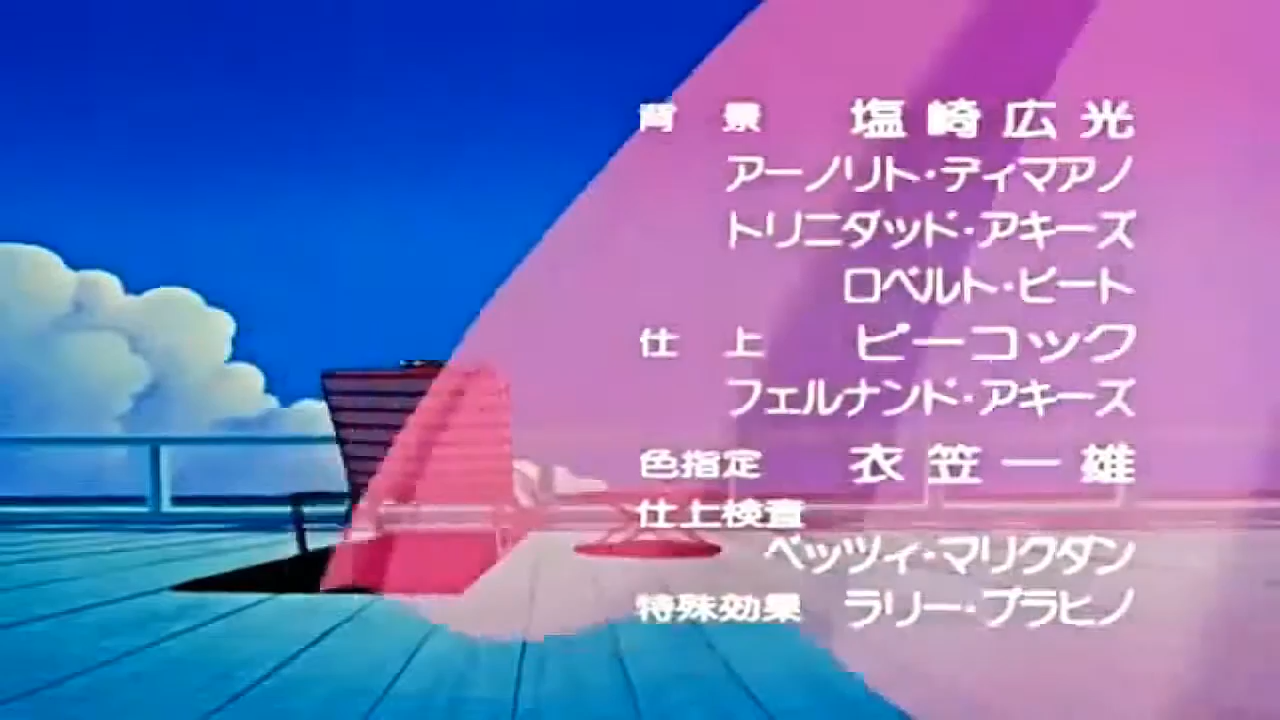 背景 塩崎広光
アーノリト・ディマアノ
トリニダッド・アキーズ
ロベルト・ビート
仕上 ピーコック
フェルナンド・アキーズ
色指定 衣笠一雄
仕上検査
ベッツィ・マリクダン
特殊効果 ラリー・プラヒノ